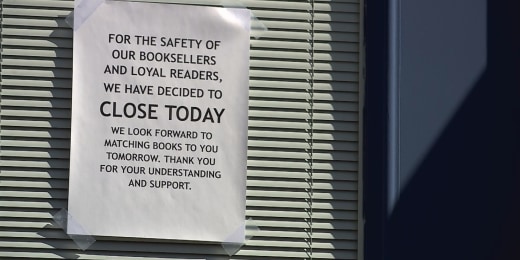 FOR THE SAFETY OF
OUR BOOKSELLERS
AND LOYAL READERS,
WE HAVE DECIDED TO
CLOSE TODAY
WE LOOK FORWARD TO
MATCHING BOOKS TO YOU
TOMORROW. THANK YOU
FOR YOUR UNDERSTANDING
AND SUPPORT.